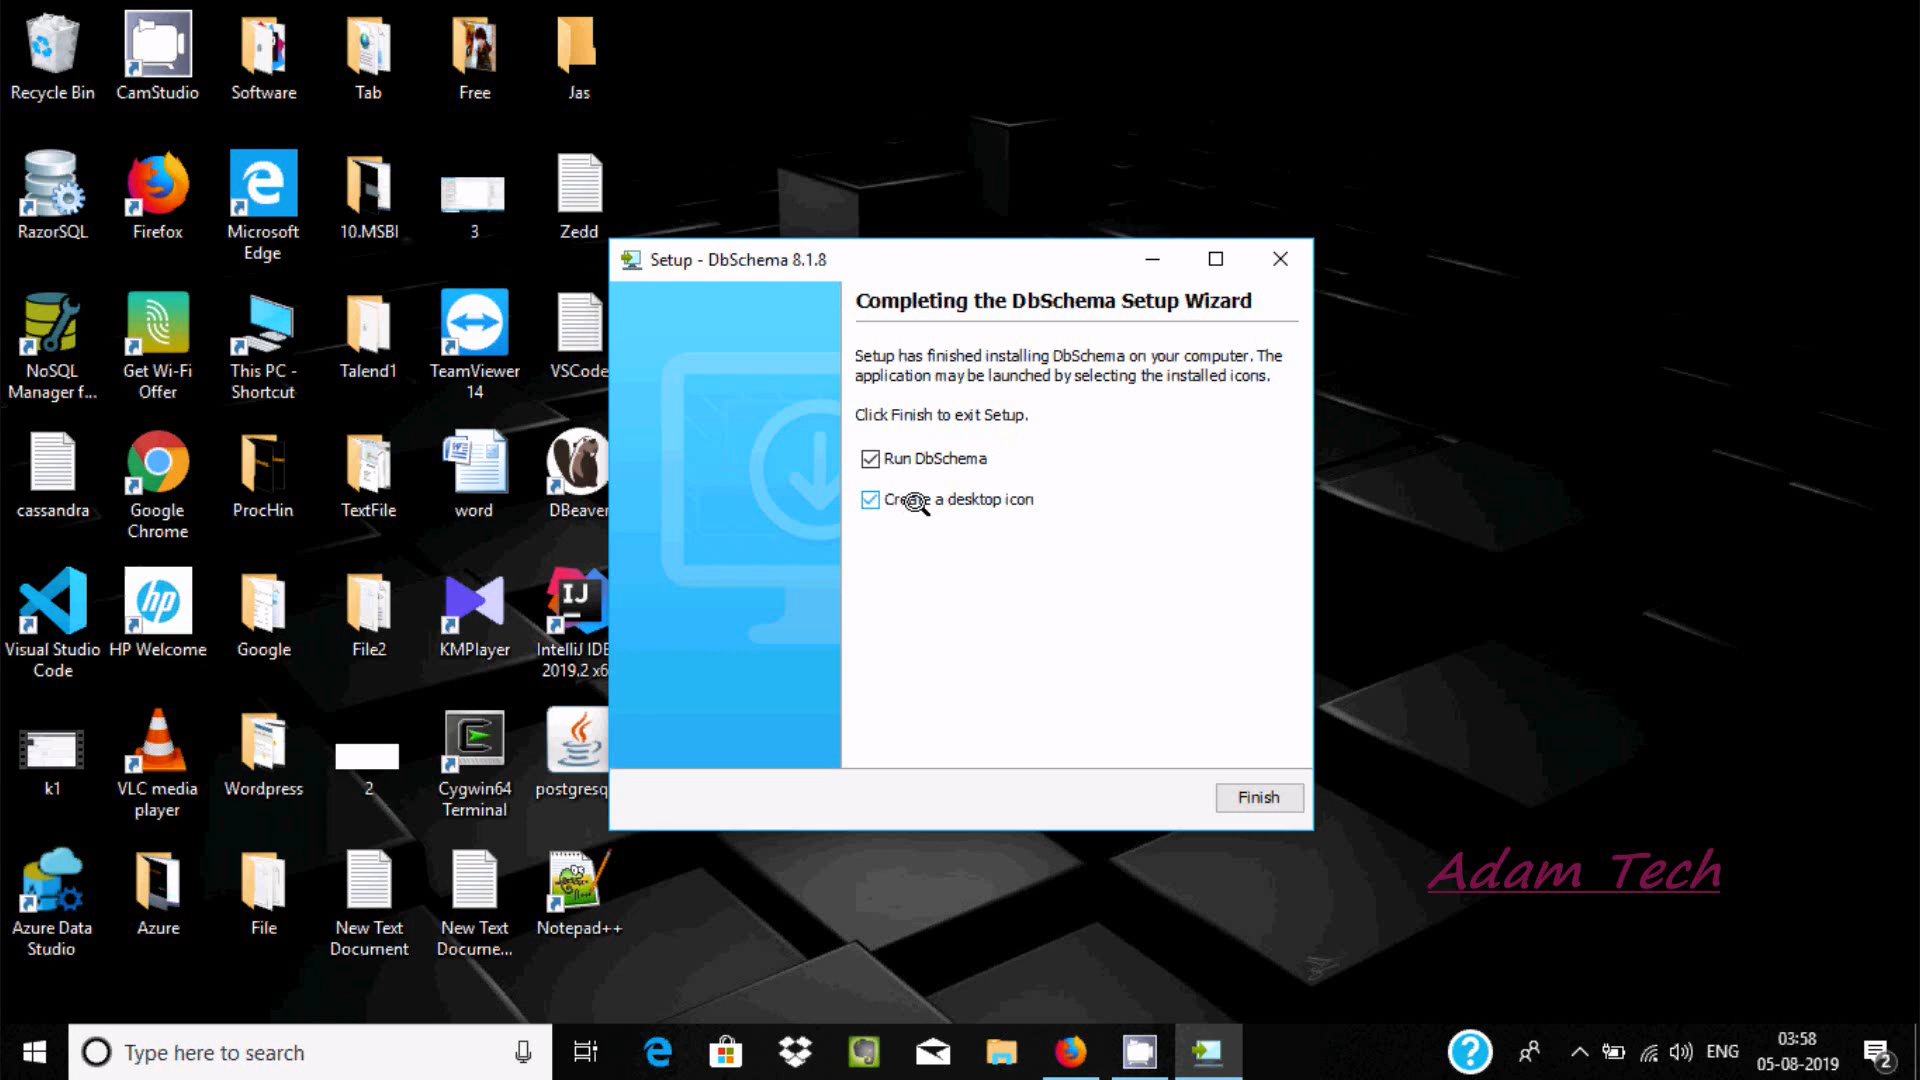 Recycle Bin
CamStudio
Software
Tab
Free
Jas
RazorSQL
Firefox
Microsoft
Edge
10.MSBI
3
Zedd
NoSQL
Manager f...
Get Wi-Fi
Offer
This PC -
Shortcut
Talend1
TeamViewer
14
VSCode
cassandra
Google
Chrome
ProcHin
TextFile
word
DBeaver
Visual Studio
Code
HP Welcome
Google
File2
KMPlayer
IntelliJ IDE
2019.2 x6
k1
VLC media
player
Wordpress
2
Cygwin64
Terminal
postgresq
Azure Data
Studio
Azure
File
New Text
Document
New Text
Docume...
Notepad++
hp
IJ
Setup - DbSchema 8.1.8
Completing the DbSchema Setup Wizard
Setup has finished installing DbSchema on your computer. The
application may be launched by selecting the installed icons.
Click Finish to exit Setup.
Run DbSchema
Create a desktop icon
Finish
Adam Tech
Type here to search
ENG
03:58
05-08-2019
2